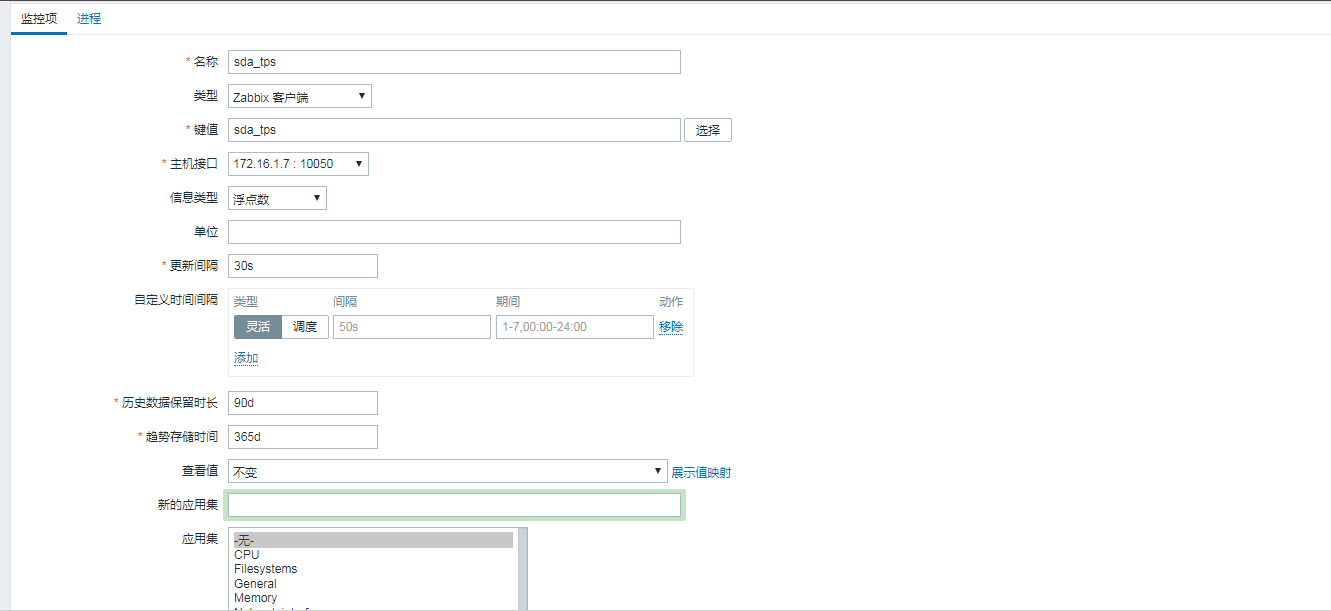 监控项 进程
* 名称 sda_tps
类型 Zabbix 客户端
* 键值 sda_tps 选择
* 主机接口 172.16.1.7 : 10050
信息类型 浮点数
单位
* 更新间隔 30s
自定义时间间隔 类型 间隔 期间 动作
灵活 调度 50s 1-7,00:00-24:00 移除
添加
* 历史数据保留时长 90d
* 趋势存储时间 365d
查看值 不变 展示值映射
新的应用集
应用集 -无-
CPU
Filesystems
General
Memory